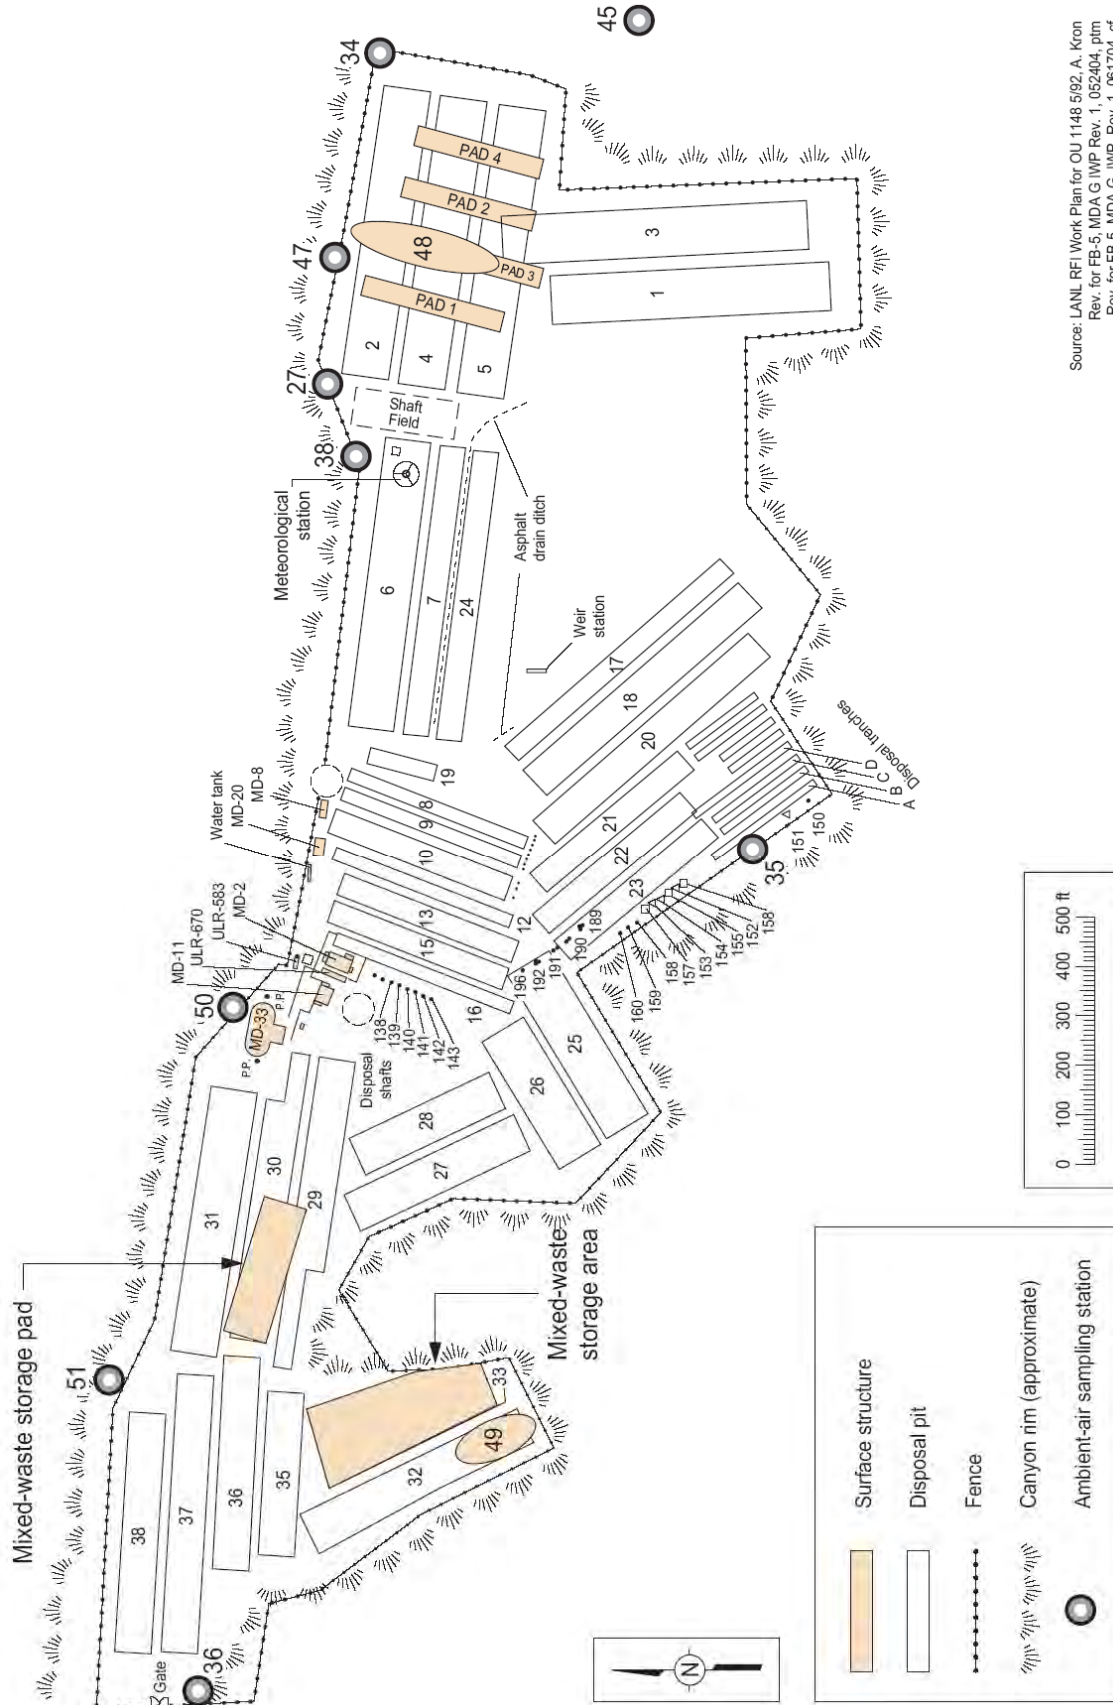 Mixed-waste storage pad
51
38
37
36
35
36
Gate
31
30
29
32
33
49
Mixed-waste
storage area
50
MD-33
P.P.
P.P.
MD-11
ULR-670
ULR-583
MD-2
Water tank
MD-20
MD-8
Disposal
shafts
138
139
140
141
142
143
28
27
26
25
16
15
13
12
10
9
8
19
196
192
191
190
189
160
159
158
157
153
154
155
152
158
23
22
21
20
18
17
151
150
A
B
C
D
Disposal trenches
35
Weir
station
Asphalt
drain ditch
Meteorological
station
6
7
24
38
27
47
34
45
Shaft
Field
2
4
5
PAD 1
48
PAD 2
PAD 3
PAD 4
1
3
N
Surface structure
Disposal pit
Fence
Canyon rim (approximate)
Ambient-air sampling station
0 100 200 300 400 500 ft
Source: LANL RFI Work Plan for OU 1148 5/92, A. Kron
Rev. for FB-5, MDA G IWP Rev. 1, 052404, ptm